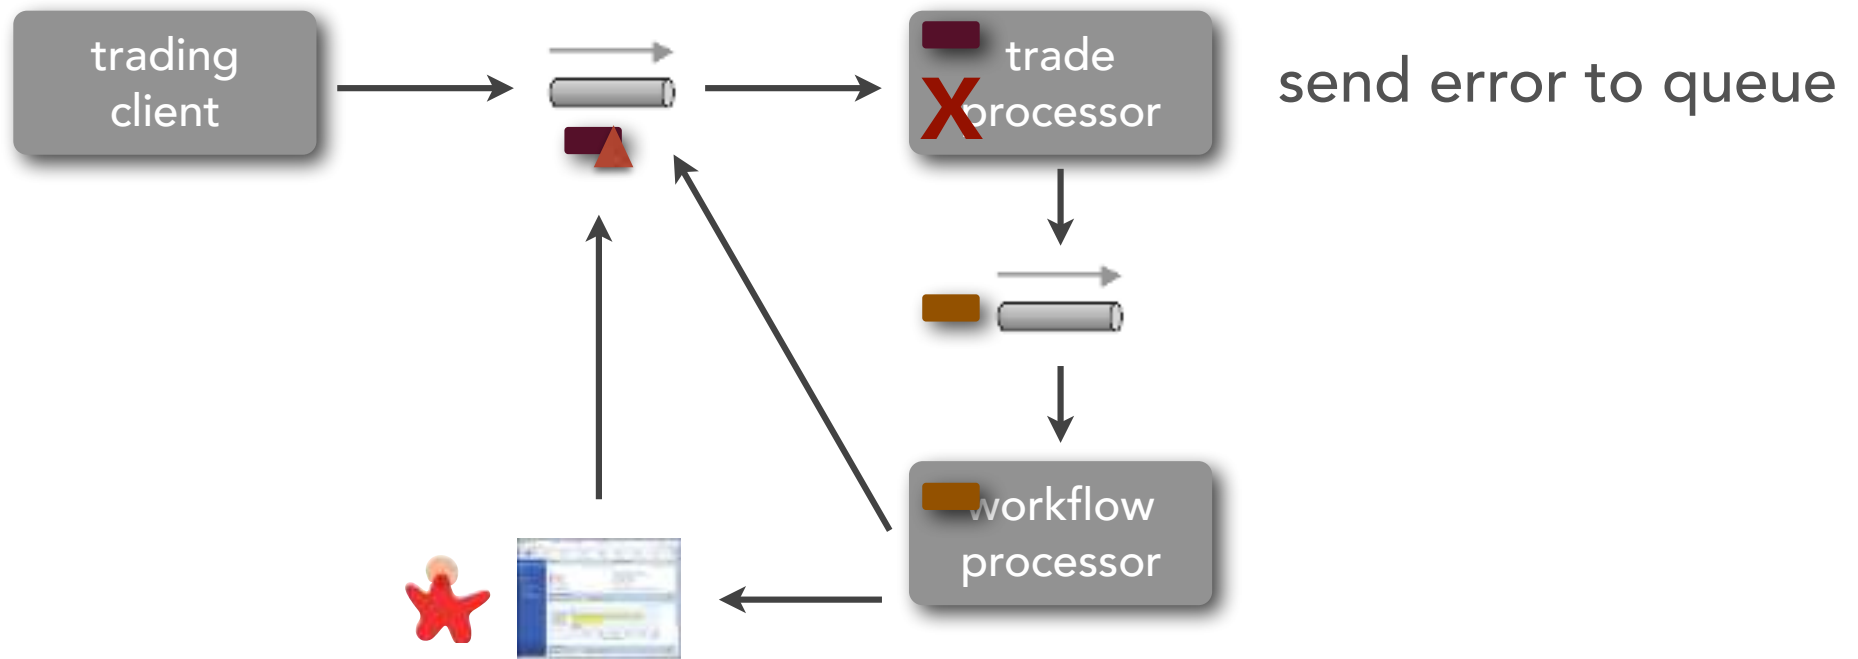 trading
client
trade
processor
X
send error to queue
workflow
processor